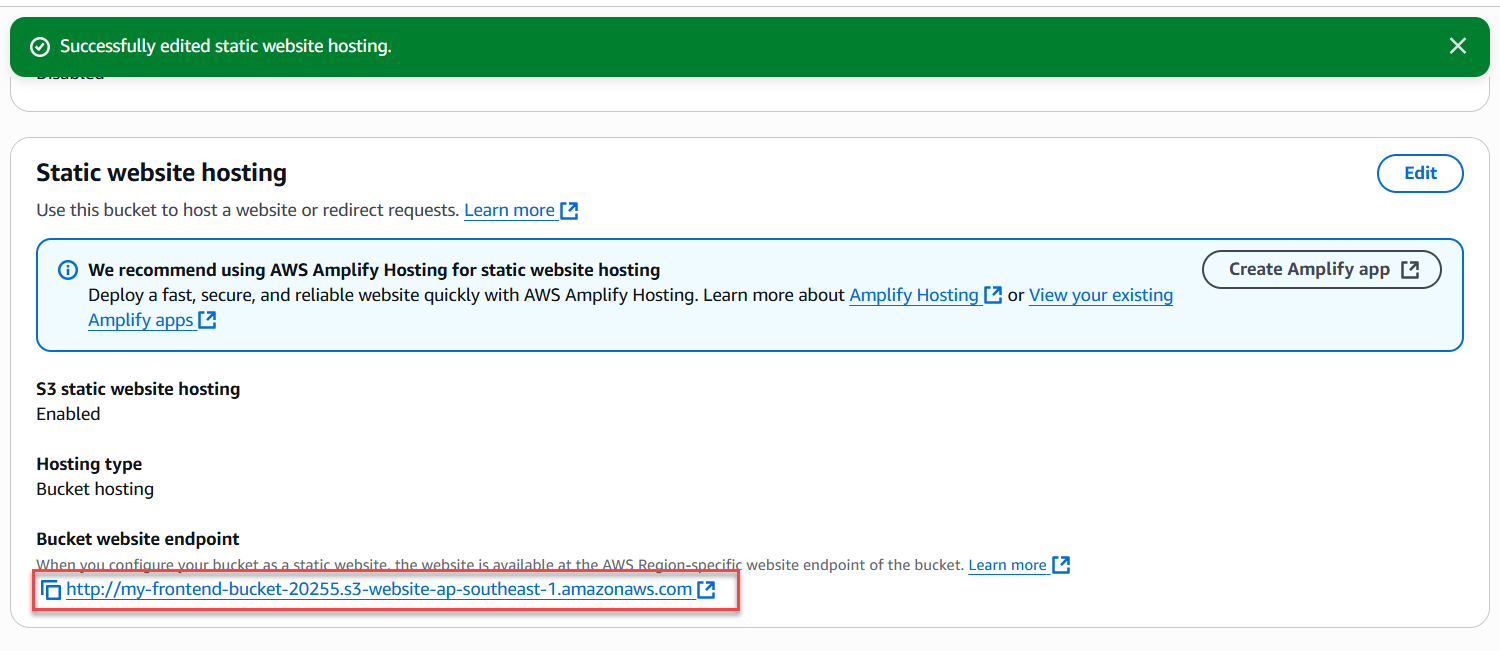 Successfully edited static website hosting.
Disabled
Static website hosting
Edit
Use this bucket to host a website or redirect requests. Learn more
We recommend using AWS Amplify Hosting for static website hosting
Create Amplify app
Deploy a fast, secure, and reliable website quickly with AWS Amplify Hosting. Learn more about Amplify Hosting or View your existing
Amplify apps
S3 static website hosting
Enabled
Hosting type
Bucket hosting
Bucket website endpoint
When you configure your bucket as a static website, the website is available at the AWS Region-specific website endpoint of the bucket. Learn more
http://my-frontend-bucket-20255.s3-website-ap-southeast-1.amazonaws.com